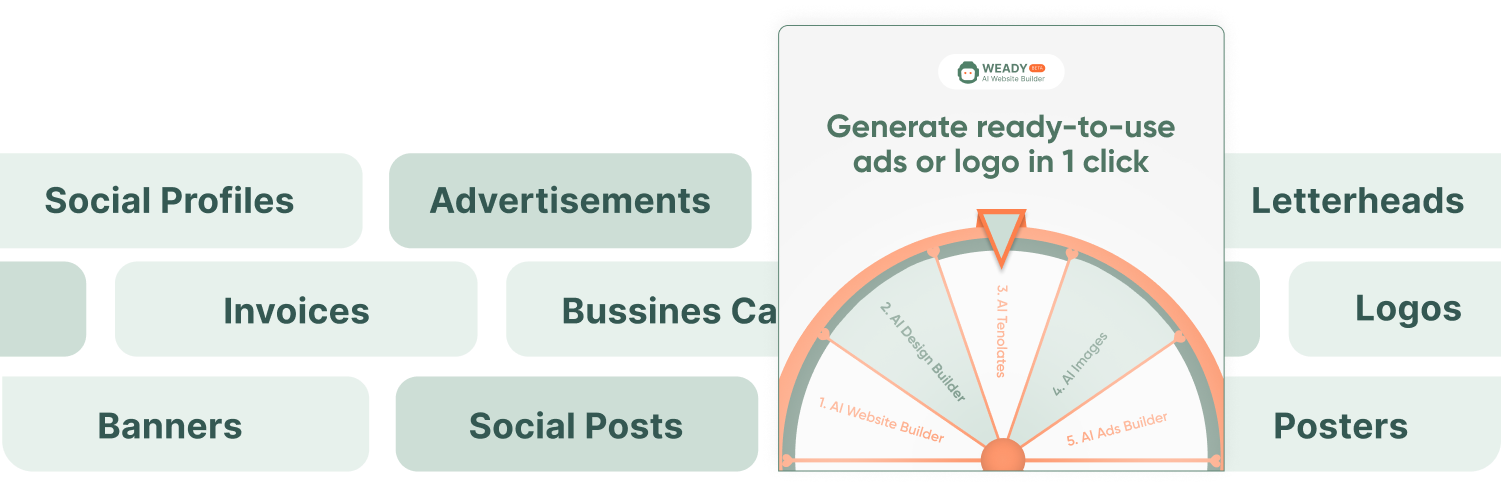 WEADY BETA
AI Website Builder
Generate ready-to-use
ads or logo in 1 click
Social Profiles
Advertisements
Letterheads
Invoices
Bussines Ca
Logos
Banners
Social Posts
Posters
1. AI Website Builder
2. AI Design Builder
3. AI Tenolates
4. AI Images
5. AI Ads Builder